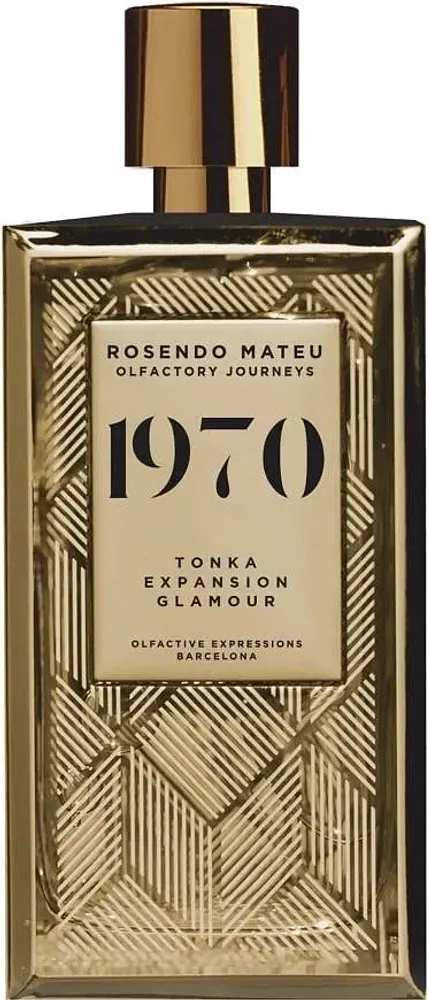 ROSENDO MATEU
OLFACTORY JOURNEYS
1970
TONKA
EXPANSION
GLAMOUR
OLFACTIVE EXPRESSIONS
BARCELONA